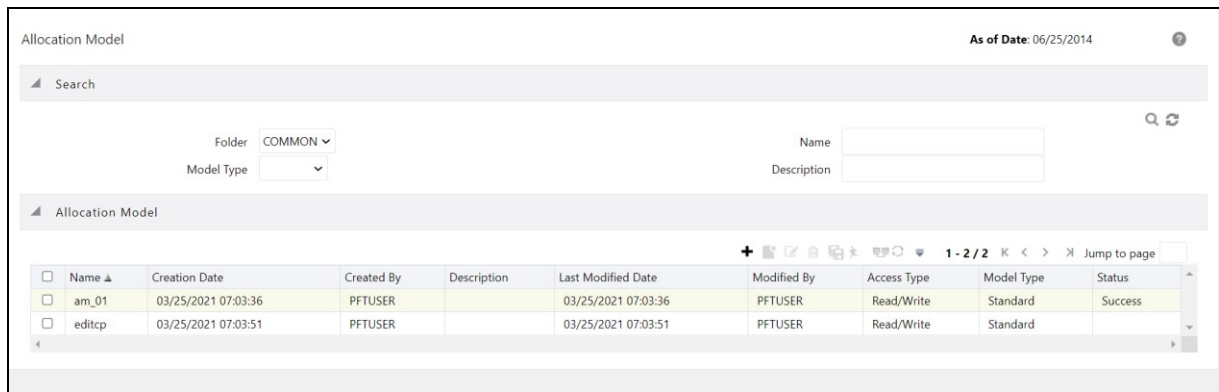 Allocation Model As of Date: 06/25/2014
Search
Folder COMMON Name
Model Type Description
Allocation Model
1 - 2 / 2 Jump to page
Name Creation Date Created By Description Last Modified Date Modified By Access Type Model Type Status
am_01 03/25/2021 07:03:36 PFTUSER 03/25/2021 07:03:36 PFTUSER Read/Write Standard Success
editcp 03/25/2021 07:03:51 PFTUSER 03/25/2021 07:03:51 PFTUSER Read/Write Standard